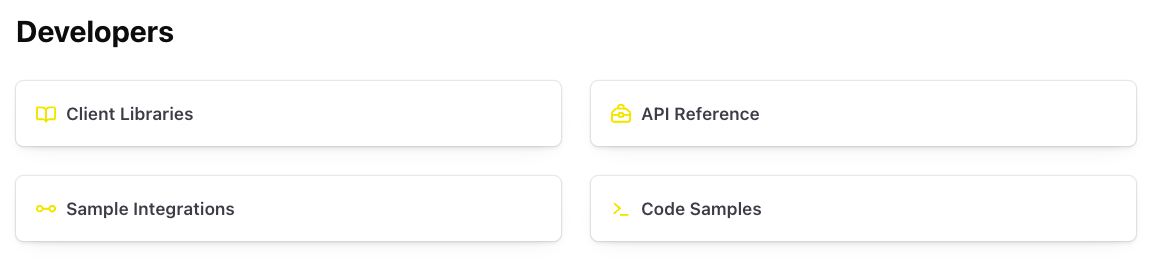 Developers
Client Libraries
API Reference
Sample Integrations
Code Samples